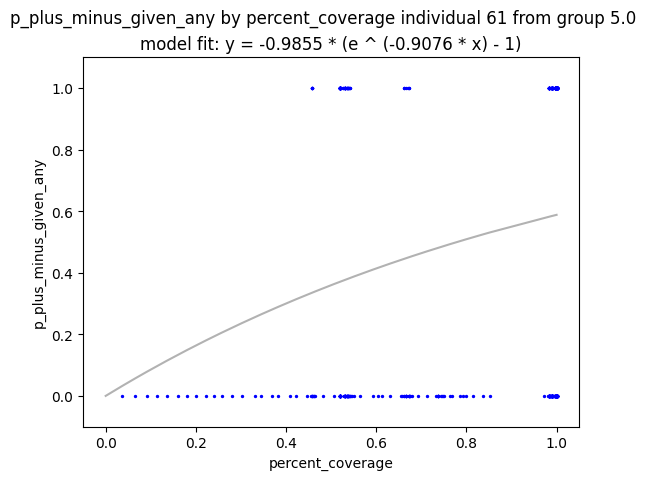 p_plus_minus_given_any by percent_coverage individual 61 from group 5.0
model fit: y = -0.9855 * (e ^ (-0.9076 * x) - 1)
1.0
0.8
0.6
0.4
0.2
0.0
p_plus_minus_given_any
0.0 0.2 0.4 0.6 0.8 1.0
percent_coverage